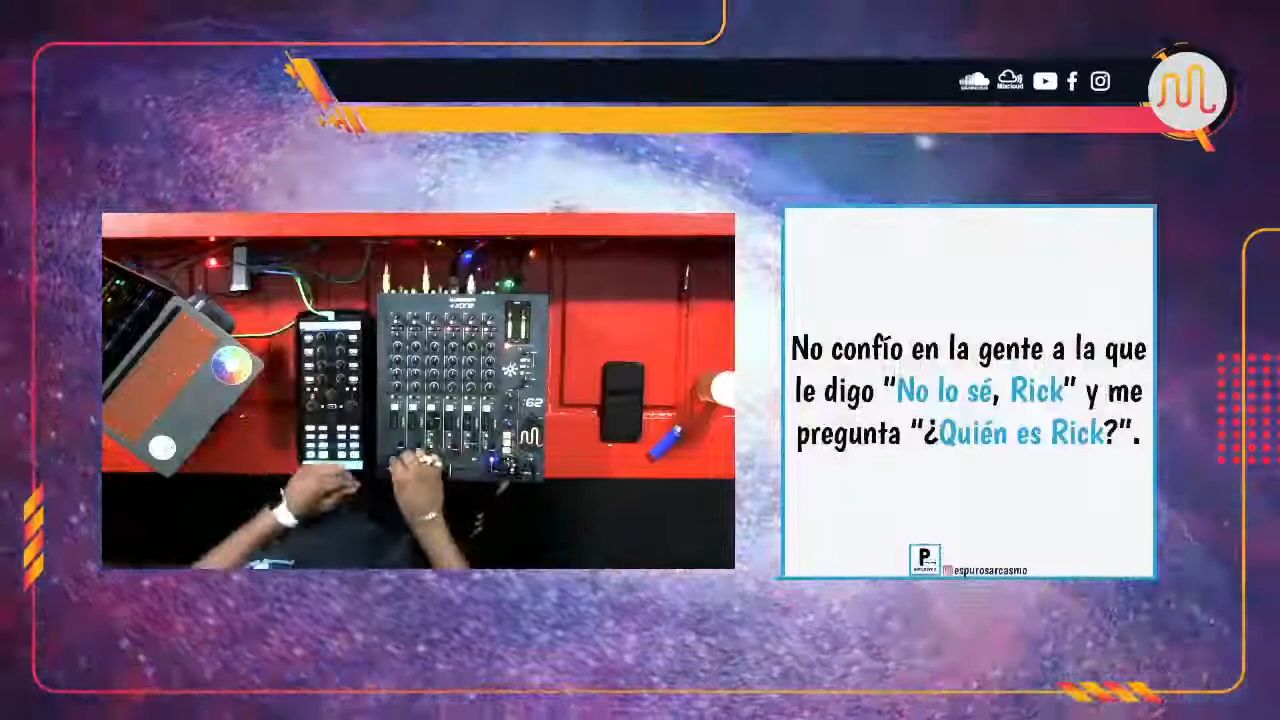 Mixcloud
No confío en la gente a la que
le digo “No lo sé, Rick” y me
pregunta “¿Quién es Rick?”.
P
espurosarcasmo
:62